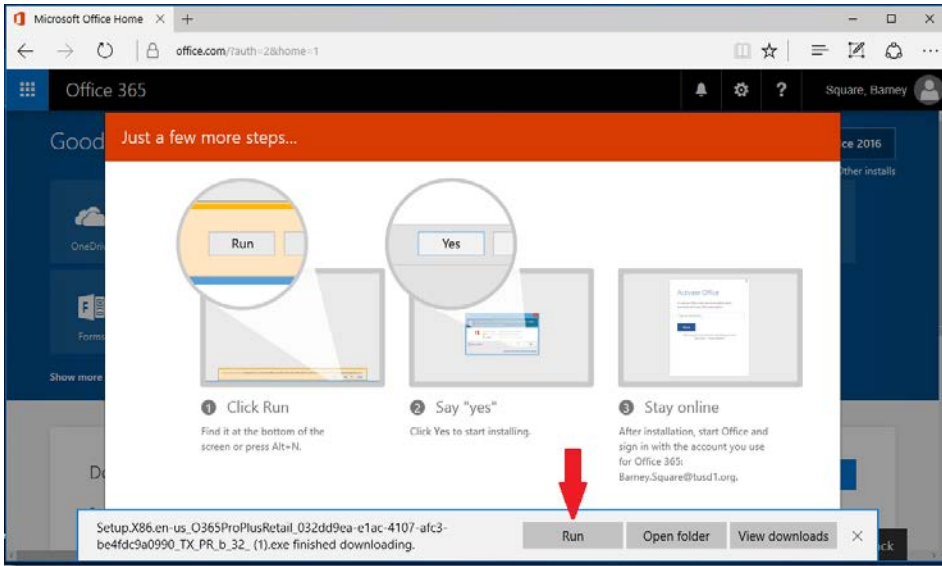 Microsoft Office Home
office.com/?auth=2&home=1
Office 365
?
Square, Barney
Good
ce 2016
Other installs
Just a few more steps...
Run
Yes
OneDriv
Forms
Show more
Activate Office
1 Click Run
Find it at the bottom of the
screen or press Alt+N.
2 Say "yes"
Click Yes to start installing.
3 Stay online
After installation, start Office and
sign in with the account you use
for Office 365:
Barney.Square@tusd1.org.
Do
Setup.X86.en-us_O365ProPlusRetail_032dd9ea-e1ac-4107-afc3-
be4fdc9a0990_TX_PR_b_32_ (1).exe finished downloading.
Run
Open folder
View downloads
ck